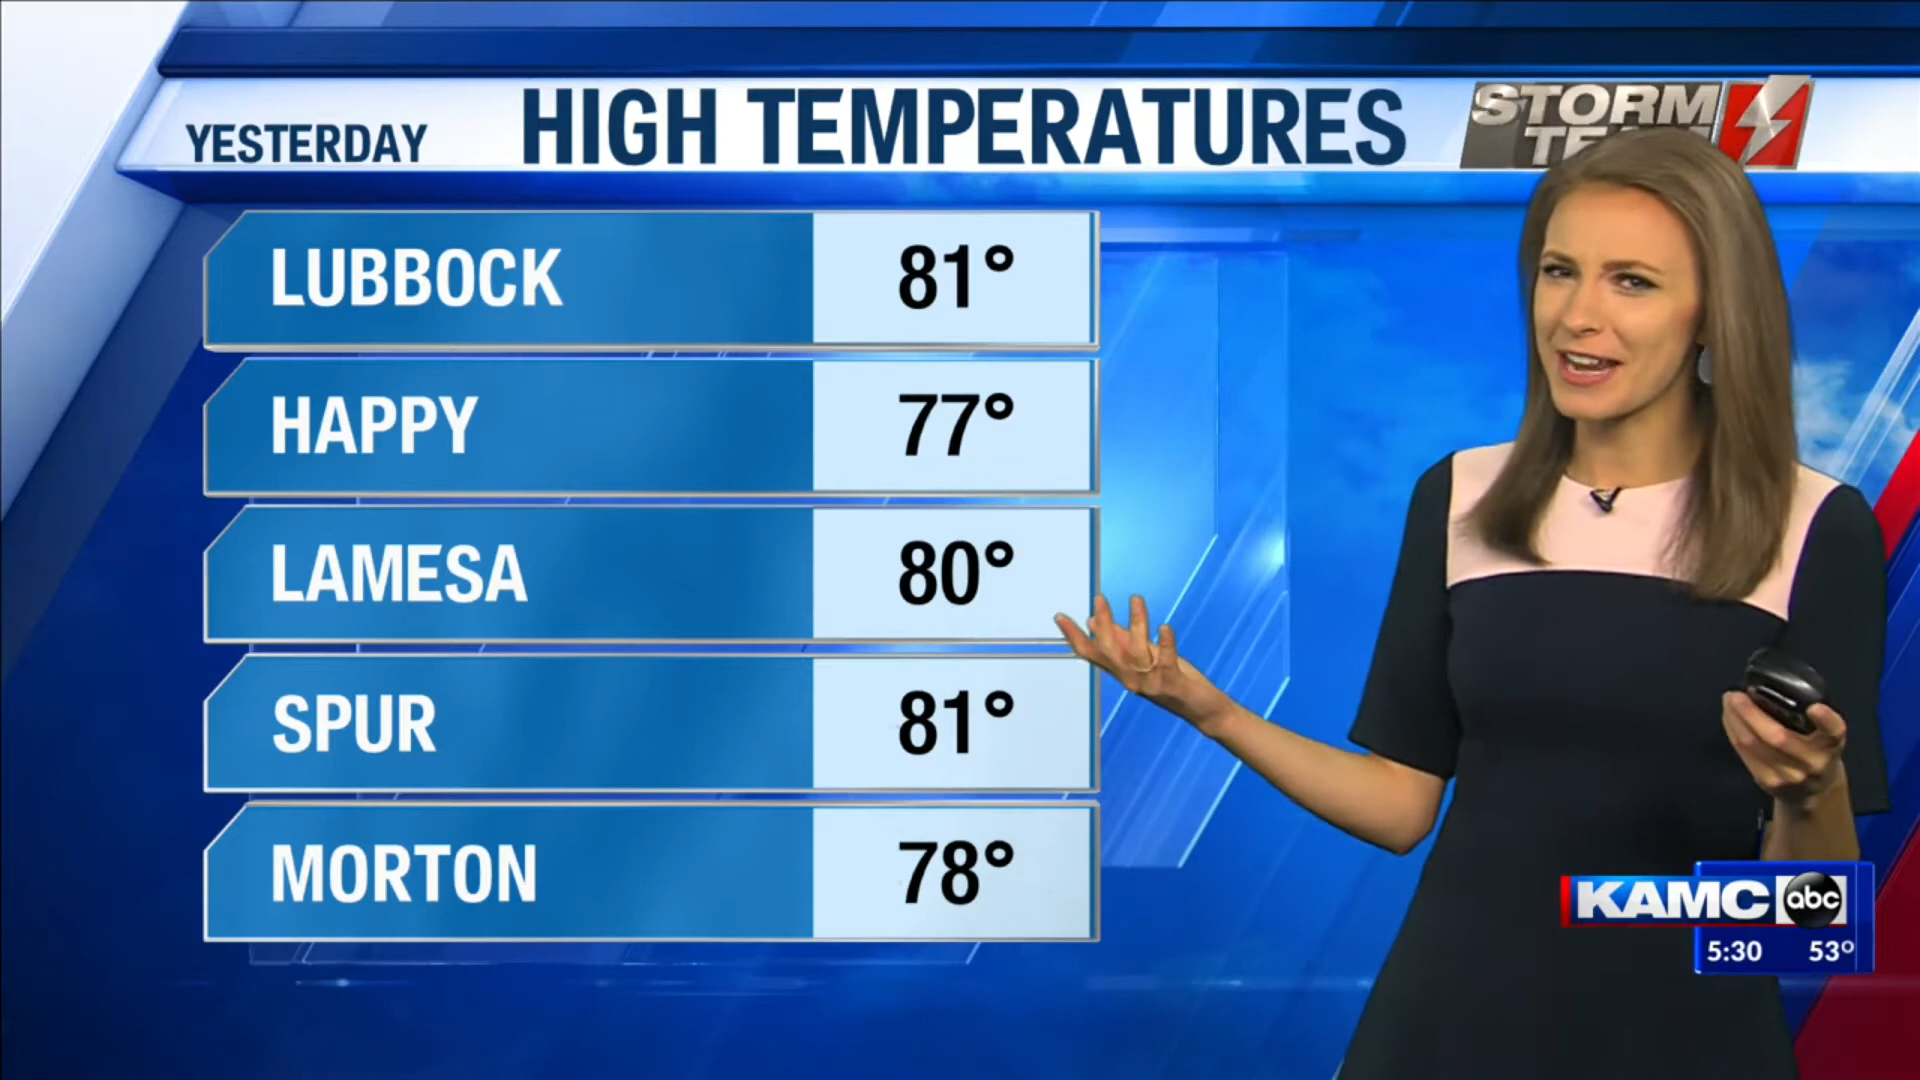 YESTERDAY
HIGH TEMPERATURES
STORM
LUBBOCK 81°
HAPPY 77°
LAMESA 80°
SPUR 81°
MORTON 78°
KAMC abc
5:30 53°